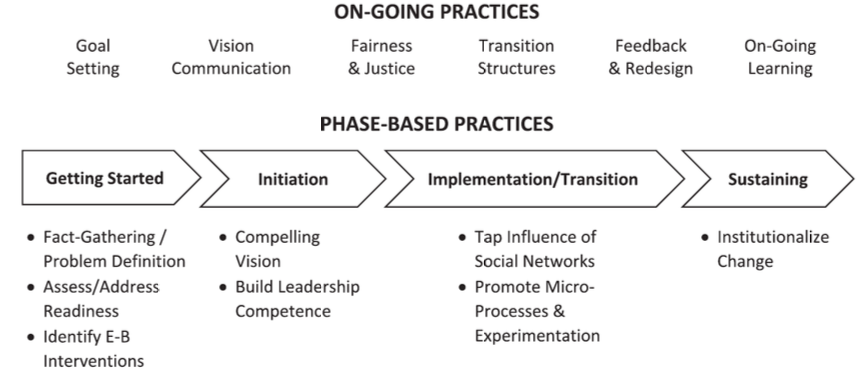 ON-GOING PRACTICES
Goal Setting
Vision Communication
Fairness & Justice
Transition Structures
Feedback & Redesign
On-Going Learning
PHASE-BASED PRACTICES
Getting Started
Initiation
Implementation/Transition
Sustaining
• Fact-Gathering /
Problem Definition
• Assess/Address
Readiness
• Identify E-B
Interventions
• Compelling
Vision
• Build Leadership
Competence
• Tap Influence of
Social Networks
• Promote Micro-
Processes &
Experimentation
• Institutionalize
Change